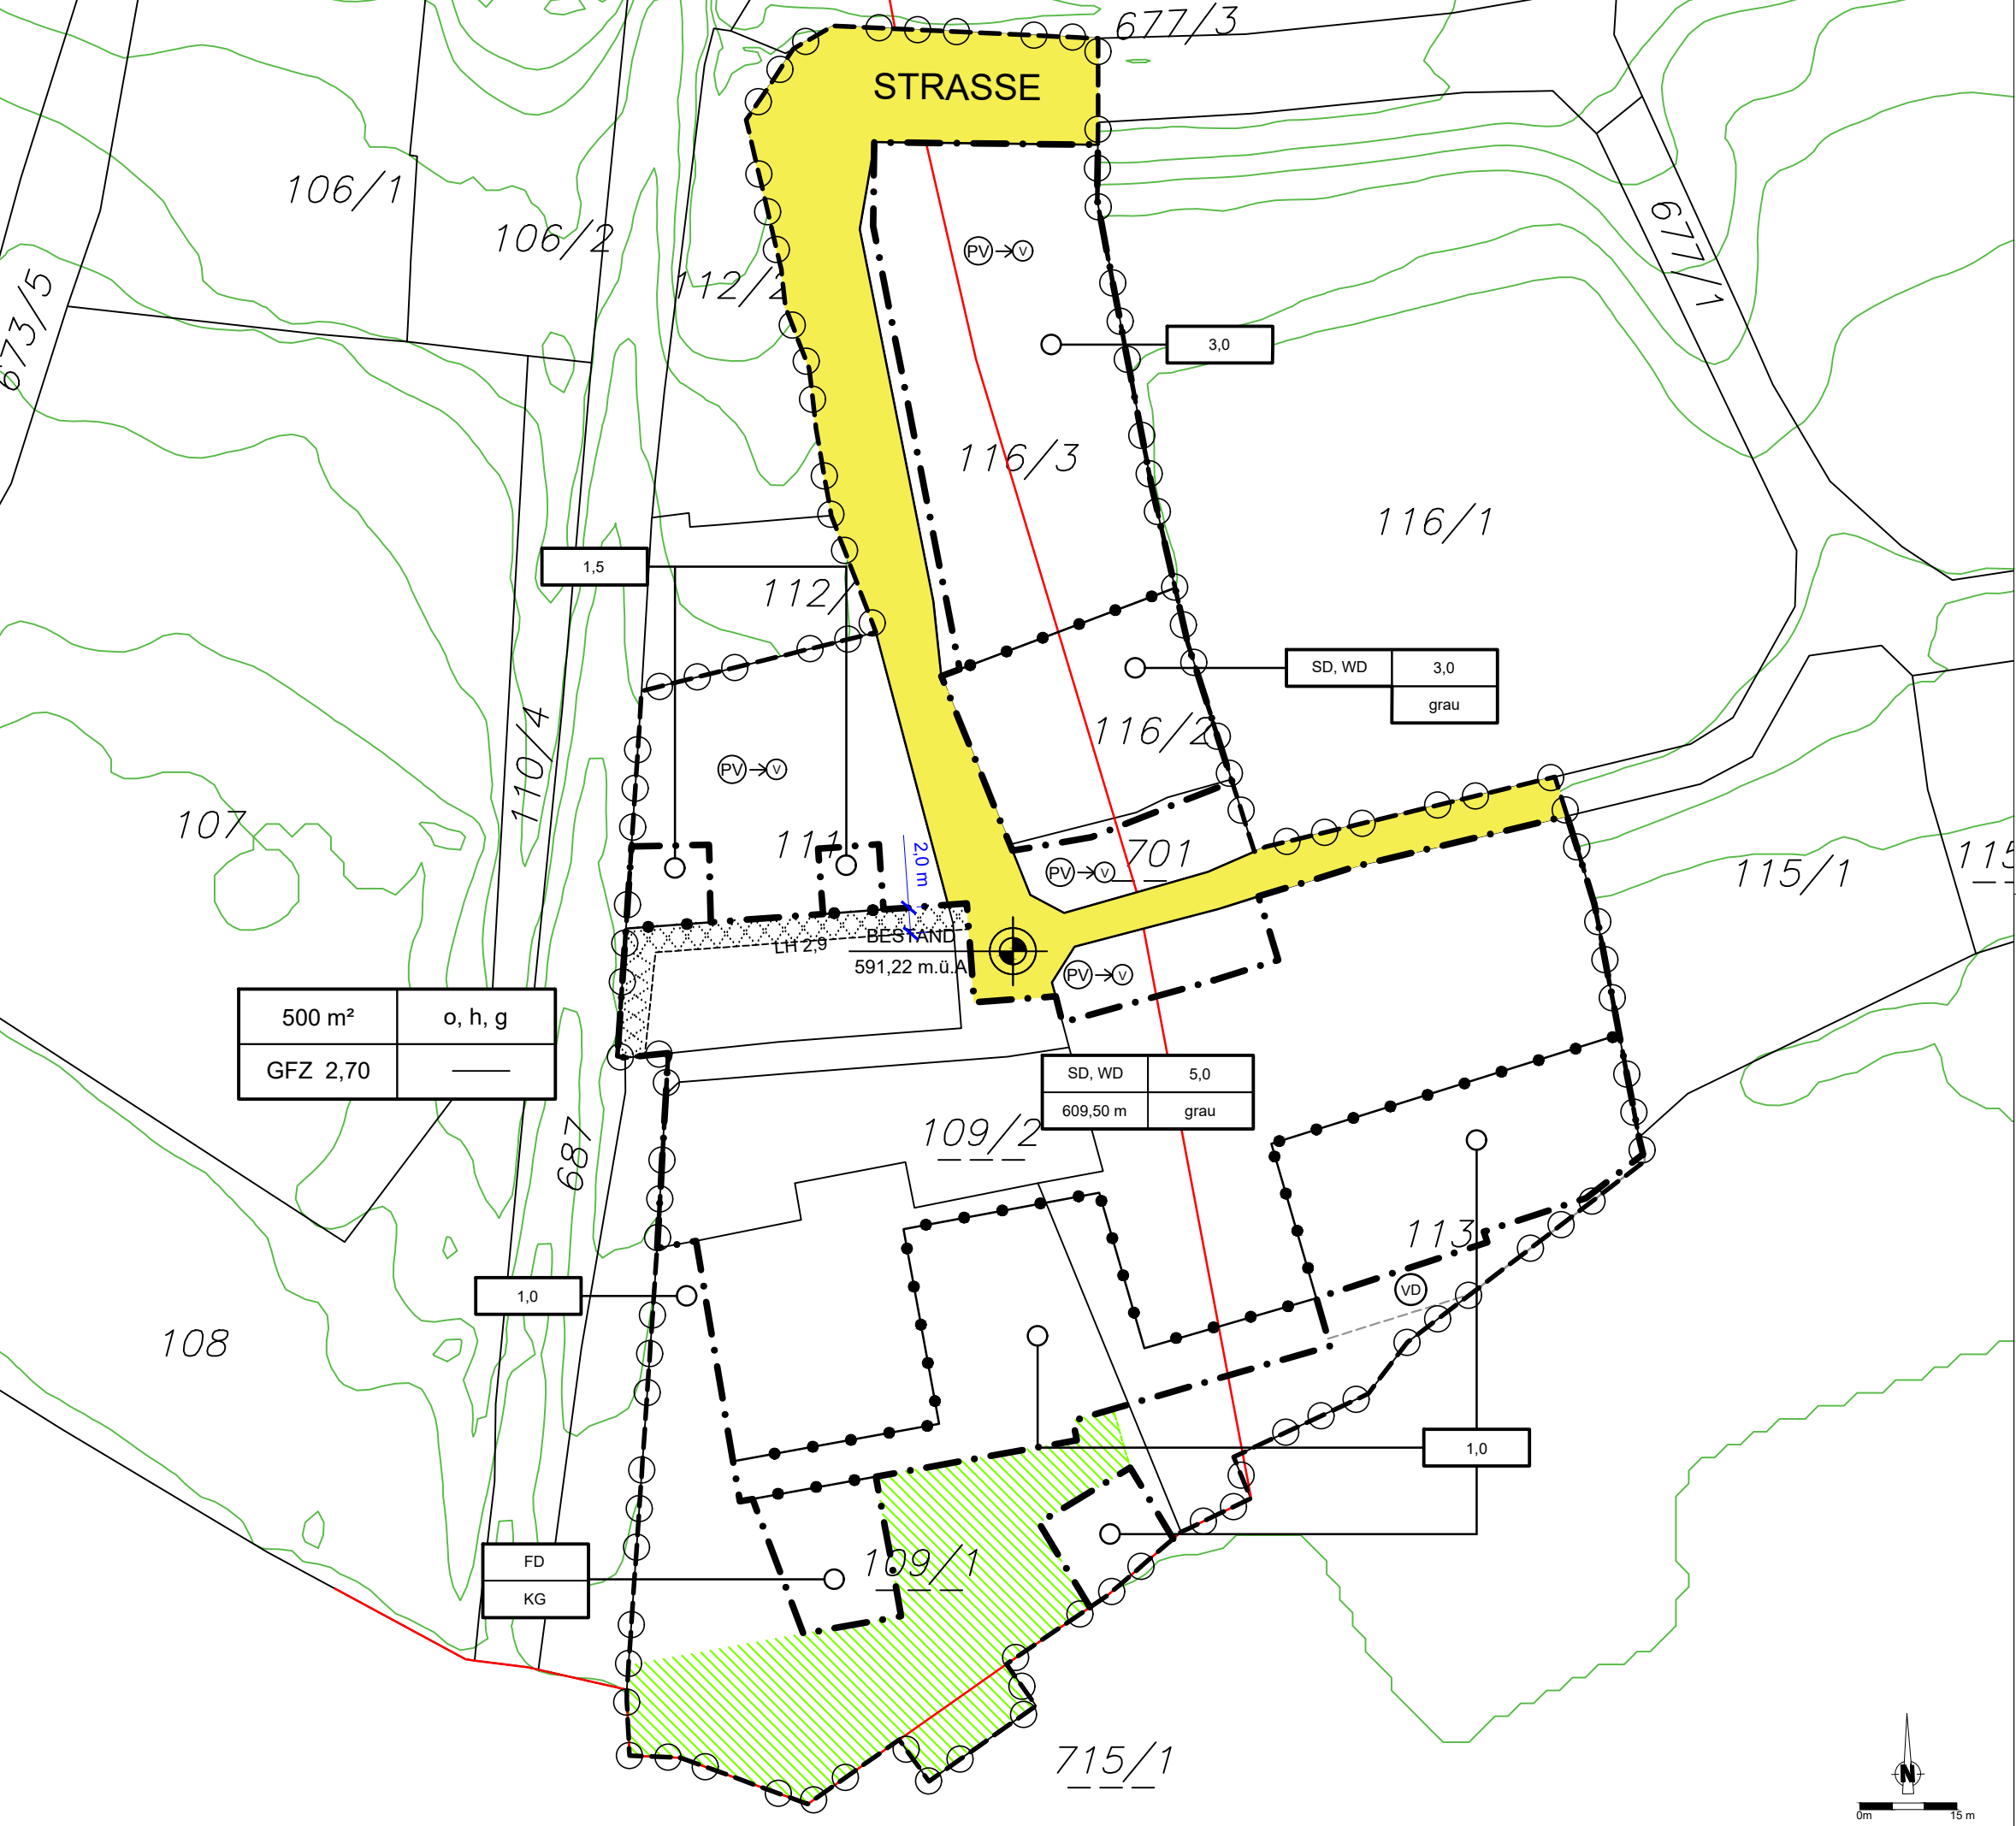 677/3
STRASSE
106/1
106/2
677/1
112/2
PV V
673/5
3,0
116/3
116/1
1,5
112/
SD, WD 3,0
grau
116/2
110/4
PV V
107
111
2,0 m
701
PV V
115/1
115
BESTAND
LH 2,9
591,22 m.ü.A
PV V
500 m² o, h, g
GFZ 2,70
SD, WD 5,0
609,50 m grau
109/2
687
113
VD
1,0
108
1,0
FD
KG
109/1
715/1
N
0m 15 m